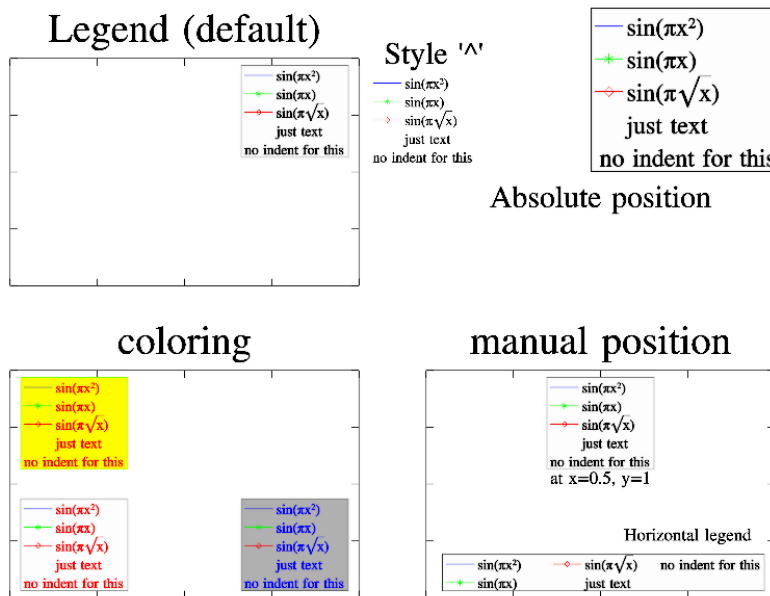 Legend (default)
sin(πx²)
sin(πx)
sin(π√x)
just text
no indent for this
Style '^'
sin(πx²)
sin(πx)
sin(π√x)
just text
no indent for this
sin(πx²)
sin(πx)
sin(π√x)
just text
no indent for this
Absolute position
coloring
sin(πx²)
sin(πx)
sin(π√x)
just text
no indent for this
sin(πx²)
sin(πx)
sin(π√x)
just text
no indent for this
sin(πx²)
sin(πx)
sin(π√x)
just text
no indent for this
manual position
sin(πx²)
sin(πx)
sin(π√x)
just text
no indent for this
at x=0.5, y=1
Horizontal legend
sin(πx²) sin(π√x) no indent for this
sin(πx) just text